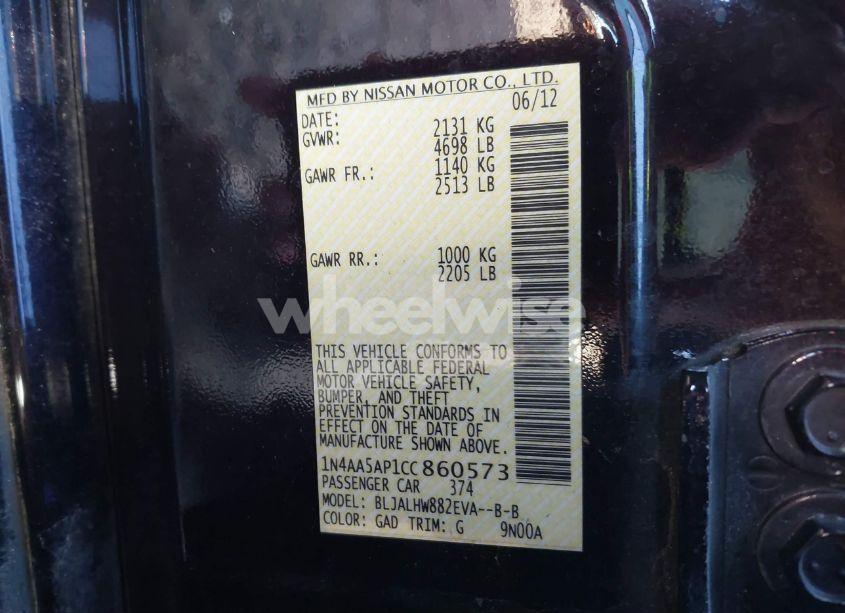 MFD BY NISSAN MOTOR CO., LTD.
DATE: 06/12
GVWR: 2131 KG
4698 LB
GAWR FR.: 1140 KG
2513 LB
GAWR RR.: 1000 KG
2205 LB
wheelwise
THIS VEHICLE CONFORMS TO
ALL APPLICABLE FEDERAL
MOTOR VEHICLE SAFETY,
BUMPER, AND THEFT
PREVENTION STANDARDS IN
EFFECT ON THE DATE OF
MANUFACTURE SHOWN ABOVE.
1N4AA5AP1CC860573
PASSENGER CAR 374
MODEL: BLJALHW882EVA--B-B
COLOR: GAD TRIM: G 9N00A